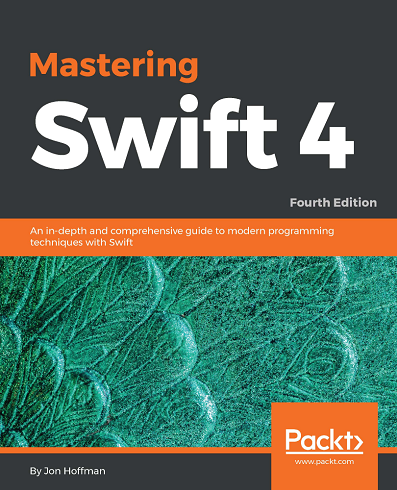 Mastering
Swift 4
Fourth Edition
An in-depth and comprehensive guide to modern programming
techniques with Swift
Packt>
www.packt.com
By Jon Hoffman